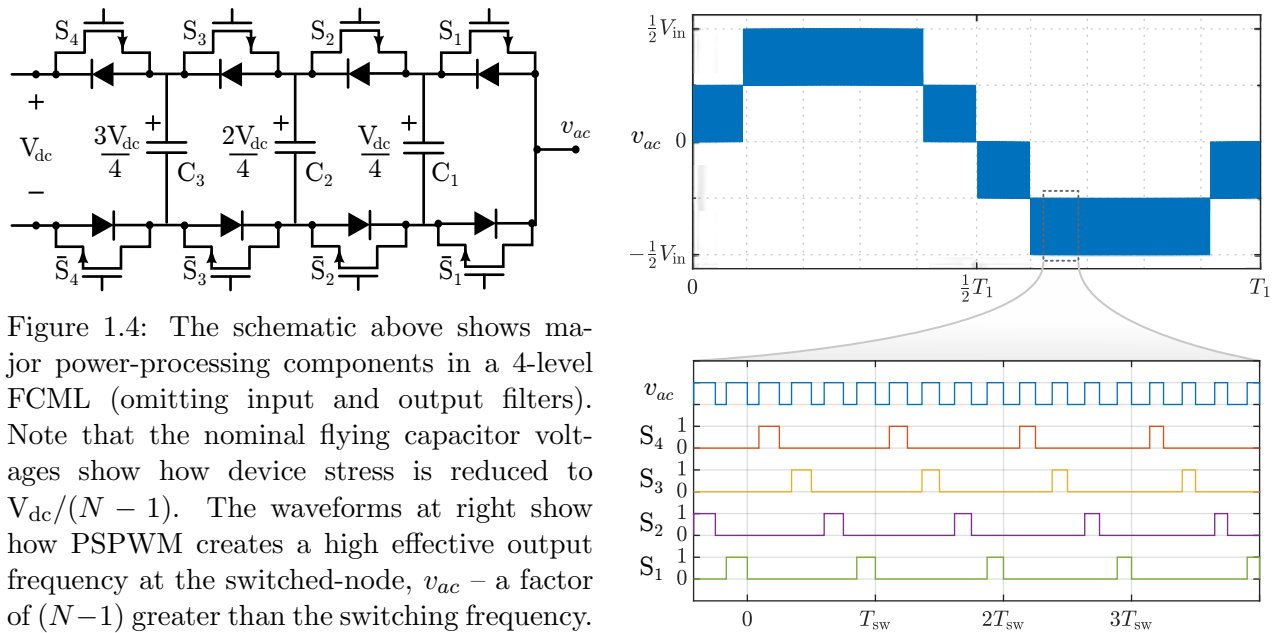 S4 S3 S2 S1
+ + + +
Vdc 3Vdc/4 2Vdc/4 Vdc/4 vac
− C3 C2 C1
S̄4 S̄3 S̄2 S̄1
Figure 1.4: The schematic above shows ma-
jor power-processing components in a 4-level
FCML (omitting input and output filters).
Note that the nominal flying capacitor volt-
ages show how device stress is reduced to
Vdc/(N − 1). The waveforms at right show
how PSPWM creates a high effective output
frequency at the switched-node, vac – a factor
of (N−1) greater than the switching frequency.
½Vin
vac 0
−½Vin
0 ½T1 T1
vac
S4 1 0
S3 1 0
S2 1 0
S1 1 0
0 Tsw 2Tsw 3Tsw